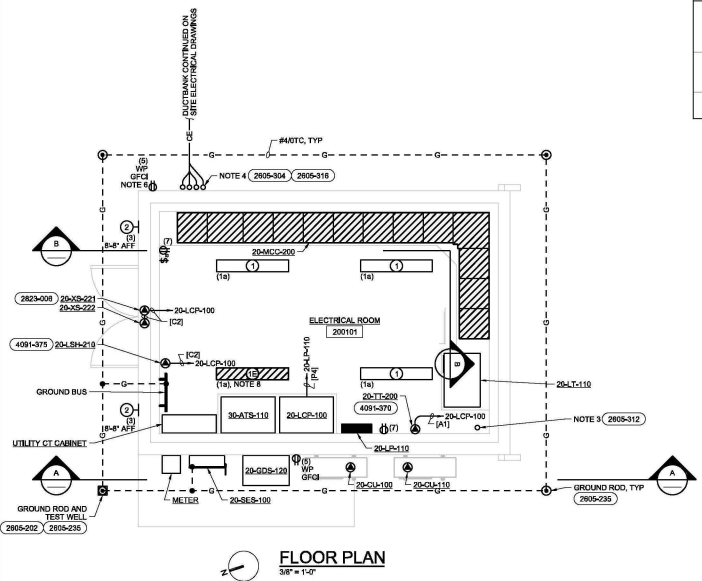 DUCTBANK CONTINUED ON
SITE ELECTRICAL DRAWINGS
CE
#4/0TC, TYP
G
G
G
G
(5)
WP
GFCI
NOTE 6
NOTE 4
2605-304
2605-316
2
(3)
8'-8" AFF
(7)
B
20-MCC-200
1
(1a)
1
(1a)
2823-006
20-XS-221
20-XS-222
20-LCP-100
[C2]
ELECTRICAL ROOM
200101
4091-375
20-LSH-210
[C2]
20-LCP-100
20-LP-110
[P4]
B
1E
(1a), NOTE 8
1
(1a)
G
GROUND BUS
20-LT-110
20-TT-200
4091-370
20-LCP-100
[A1]
2
(3)
8'-8" AFF
30-ATS-110
20-LCP-100
(7)
NOTE 3
2605-312
UTILITY CT CABINET
20-LP-110
A
20-GDS-120
(5)
WP
GFCI
20-CU-100
20-CU-110
A
METER
20-SES-100
GROUND ROD, TYP
2605-235
GROUND ROD AND
TEST WELL
2605-202
2605-235
G
G
G
N
FLOOR PLAN
3/8" = 1'-0"